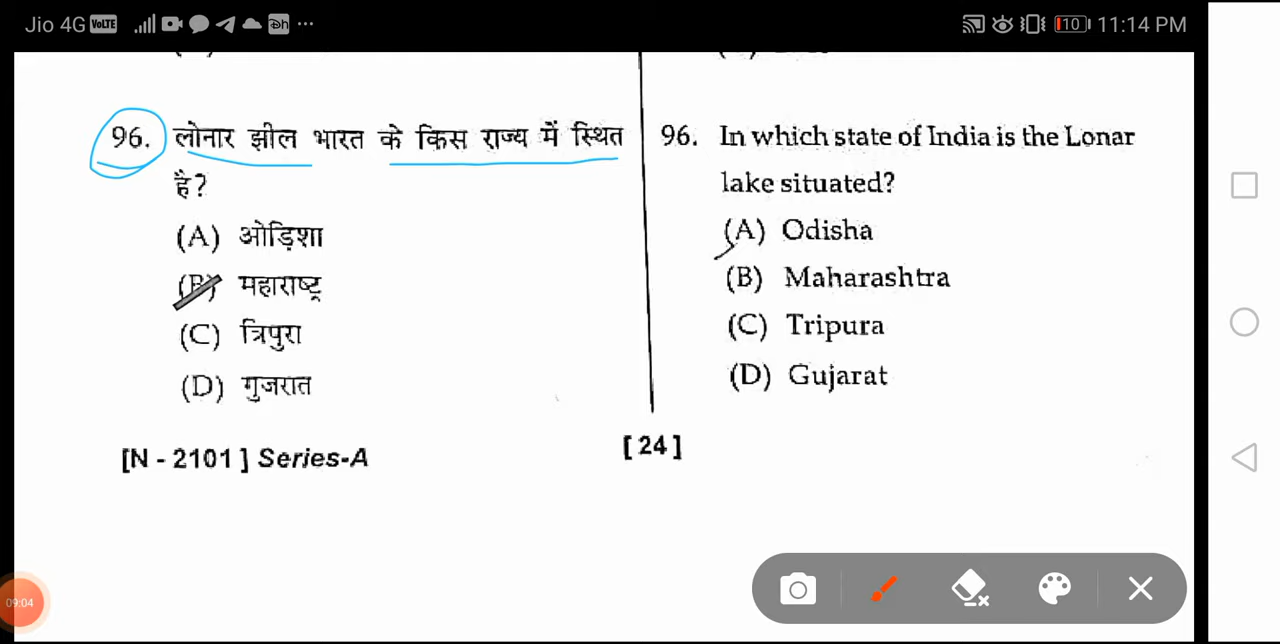 Jio 4G VoLTE
10 11:14 PM
96. लोनार झील भारत के किस राज्य में स्थित
है?
(A) ओड़िशा
(B) महाराष्ट्र
(C) त्रिपुरा
(D) गुजरात
96. In which state of India is the Lonar
lake situated?
(A) Odisha
(B) Maharashtra
(C) Tripura
(D) Gujarat
[N - 2101 ] Series-A
[ 24 ]
09:04